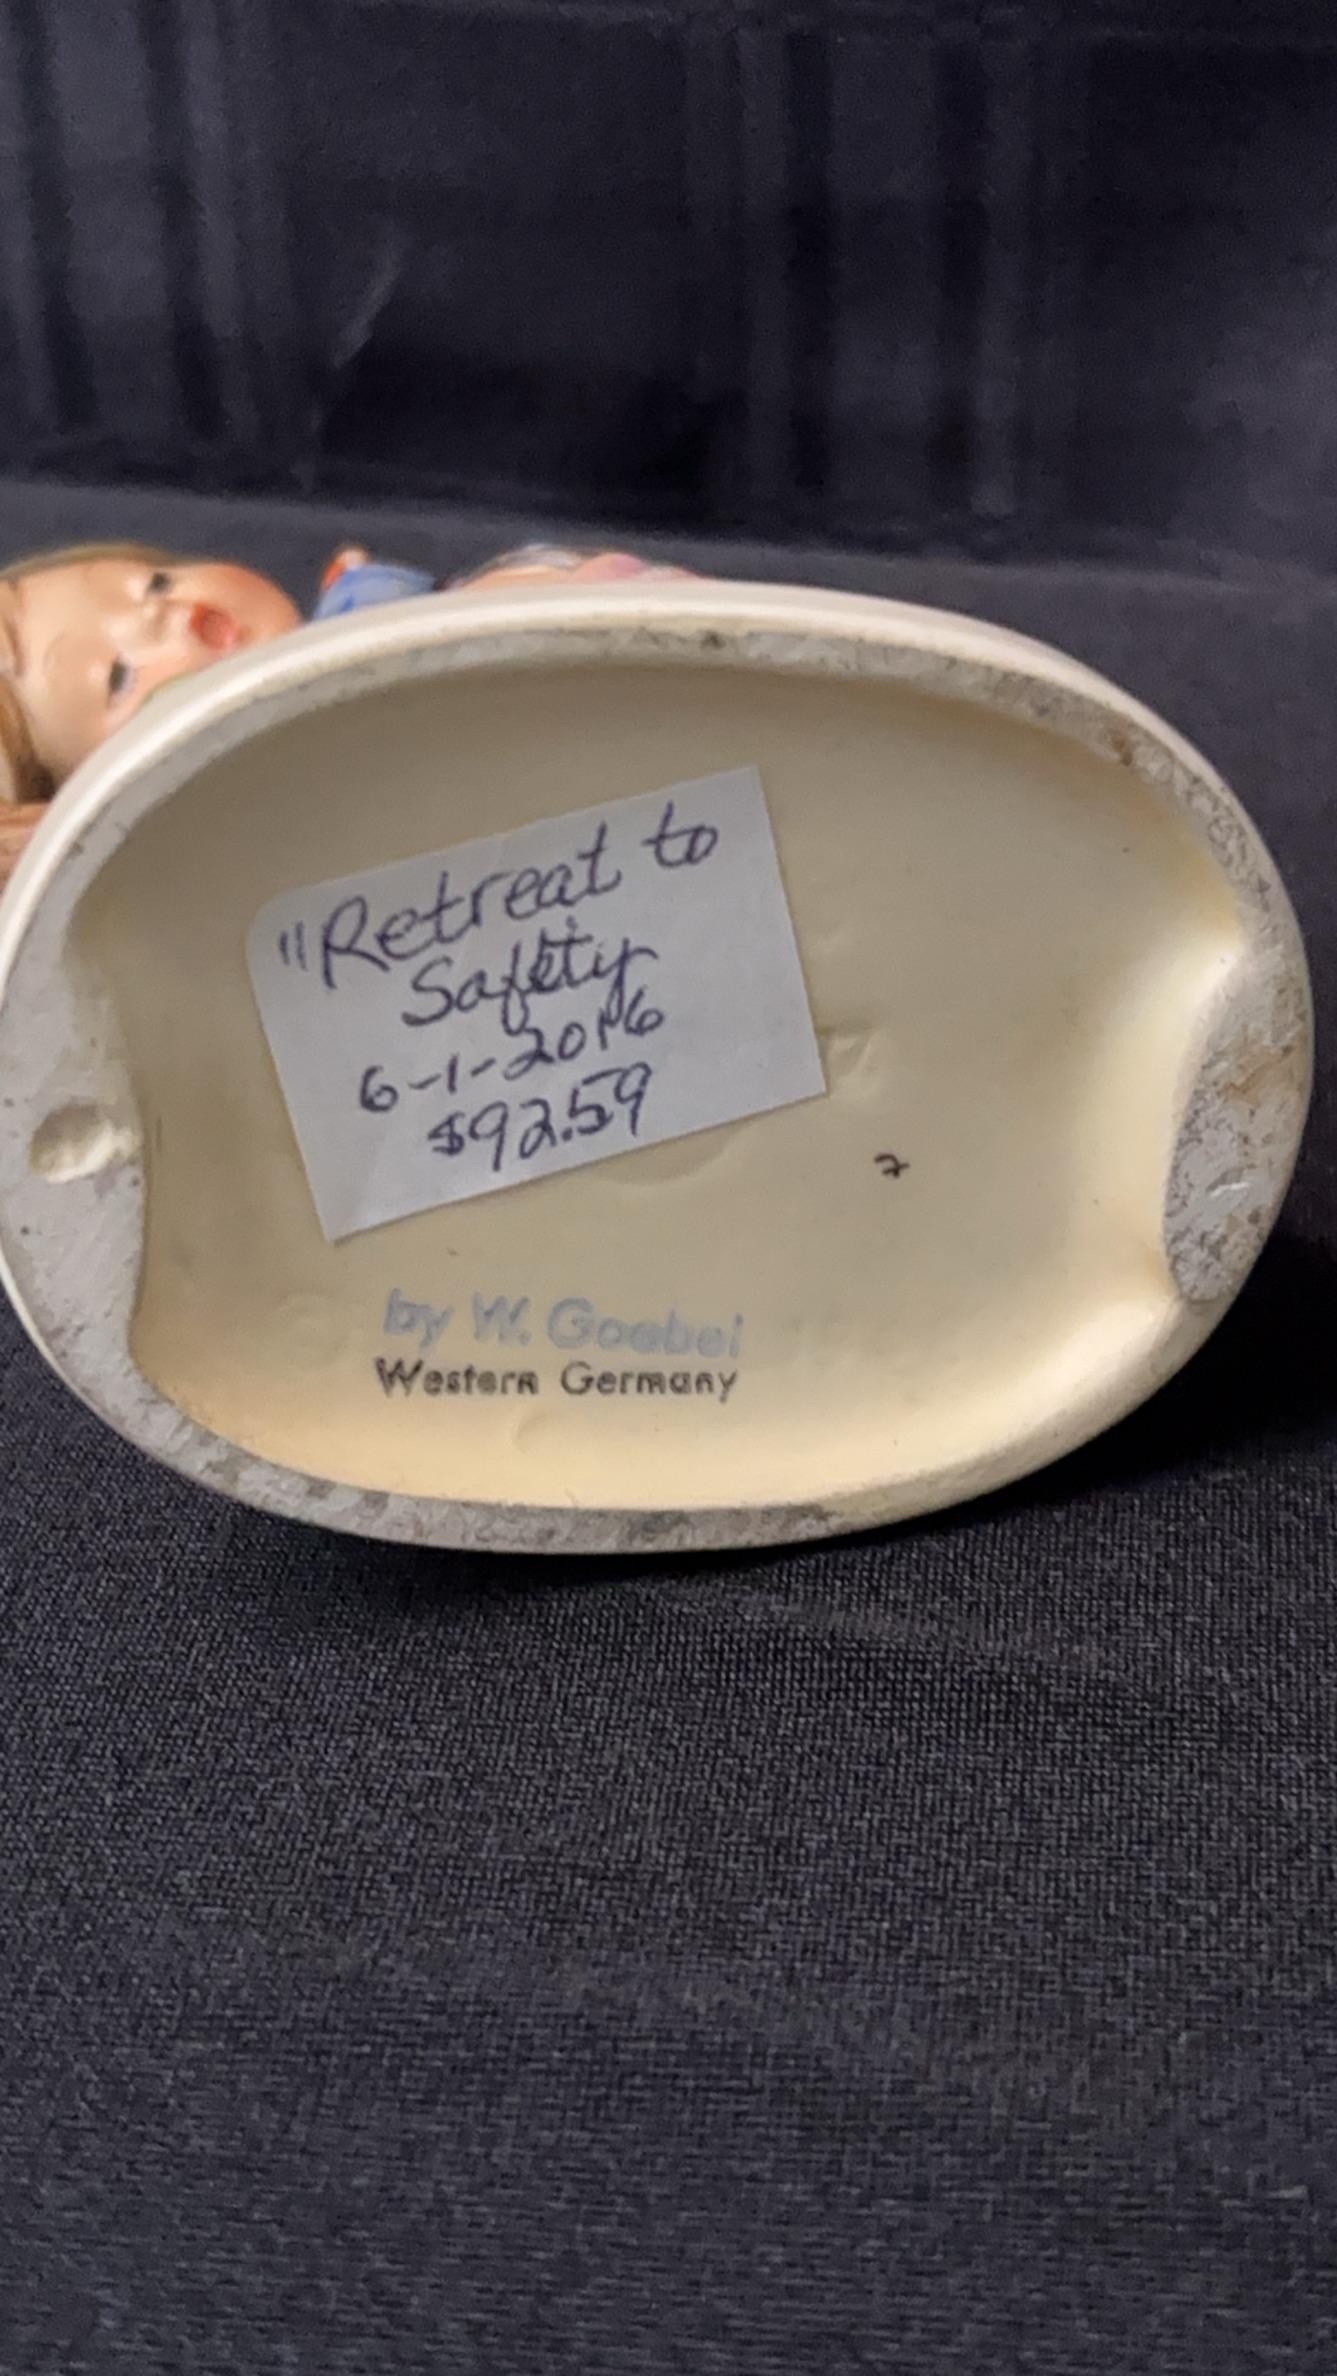 "Retreat to
Safety
6-1-2016
$92.59
by W. Goebel
Western Germany